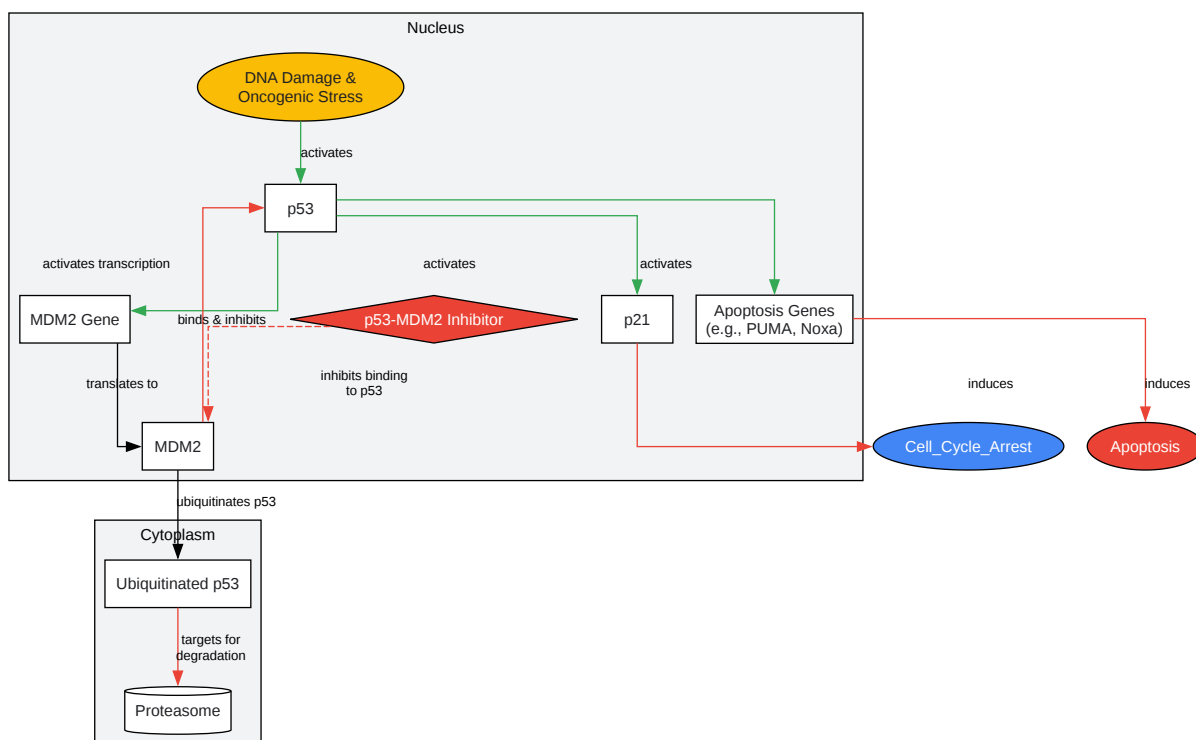 Nucleus
DNA Damage &
Oncogenic Stress
activates
p53
activates transcription
activates
activates
MDM2 Gene
binds & inhibits
p53-MDM2 Inhibitor
p21
Apoptosis Genes
(e.g., PUMA, Noxa)
translates to
inhibits binding
to p53
induces
induces
MDM2
Cell_Cycle_Arrest
Apoptosis
ubiquitinates p53
Cytoplasm
Ubiquitinated p53
targets for
degradation
Proteasome